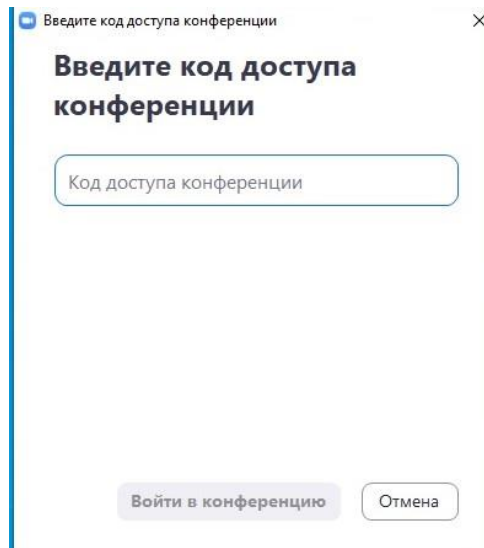 Введите код доступа конференции
Введите код доступа
конференции
Код доступа конференции
Войти в конференцию
Отмена